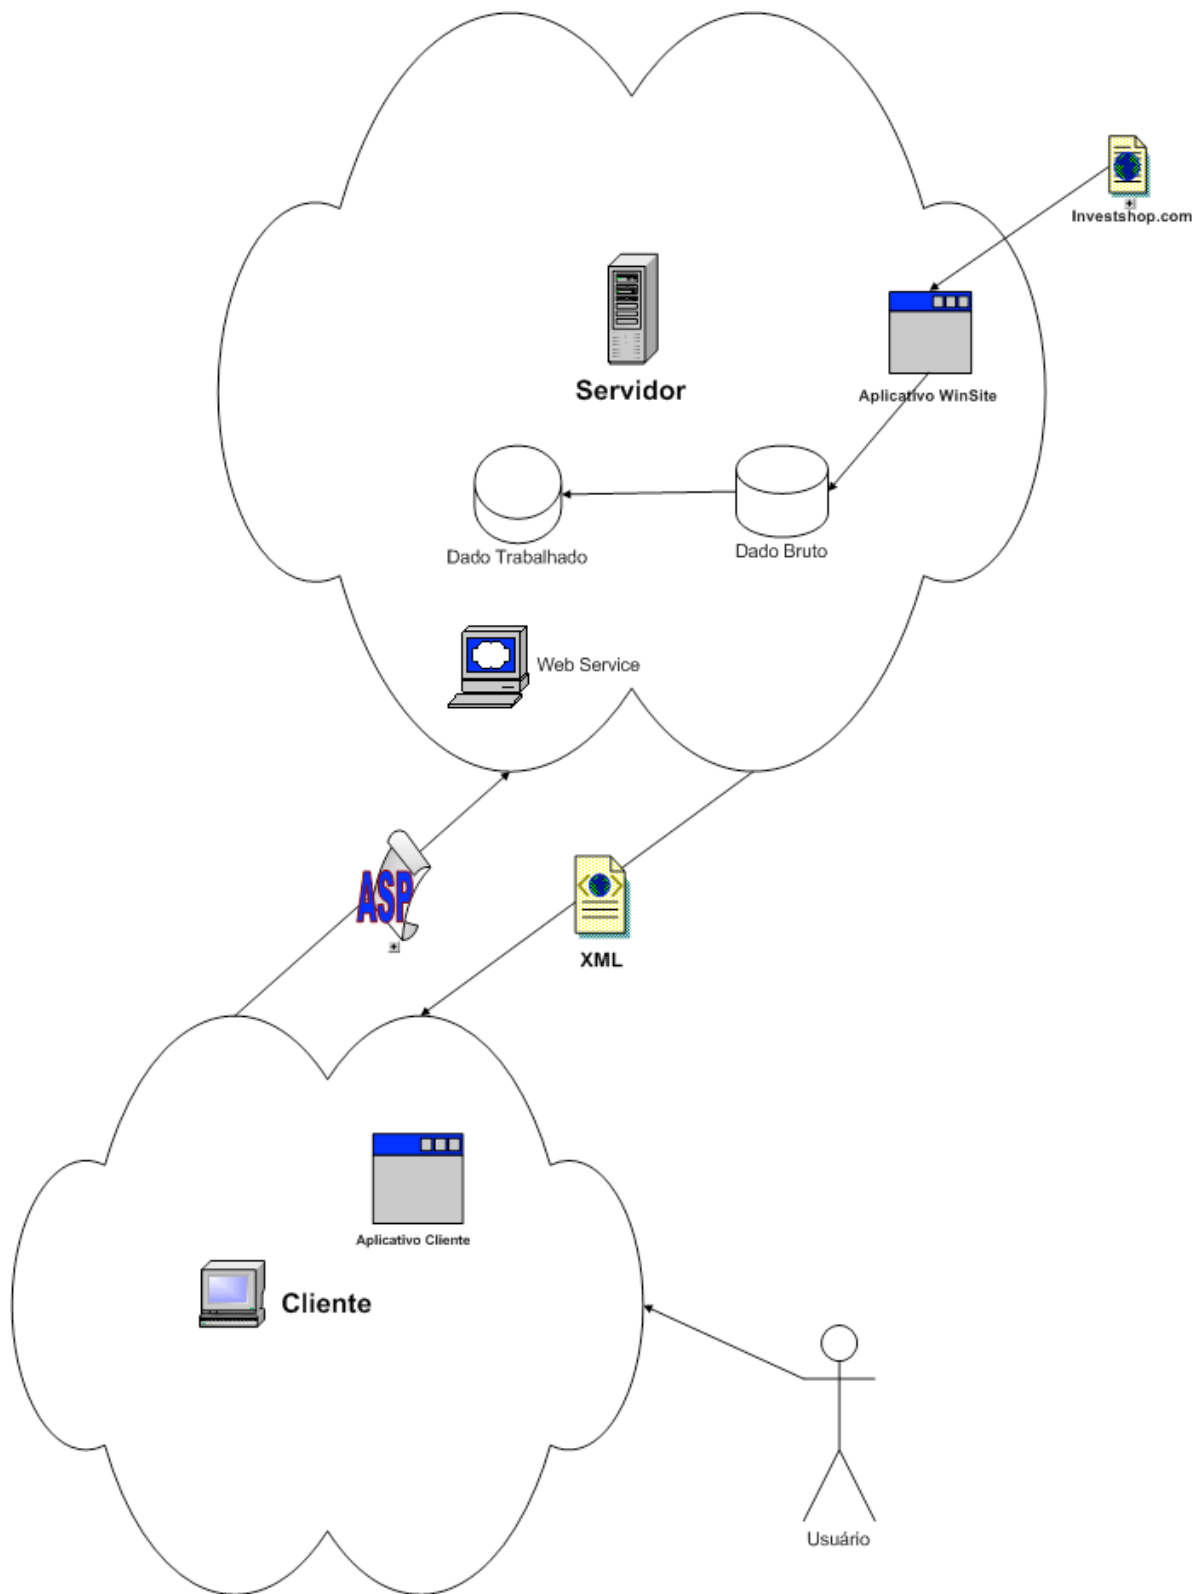 Investshop.com
Servidor
Aplicativo WinSite
Dado Trabalhado
Dado Bruto
Web Service
ASP
XML
Aplicativo Cliente
Cliente
Usuário